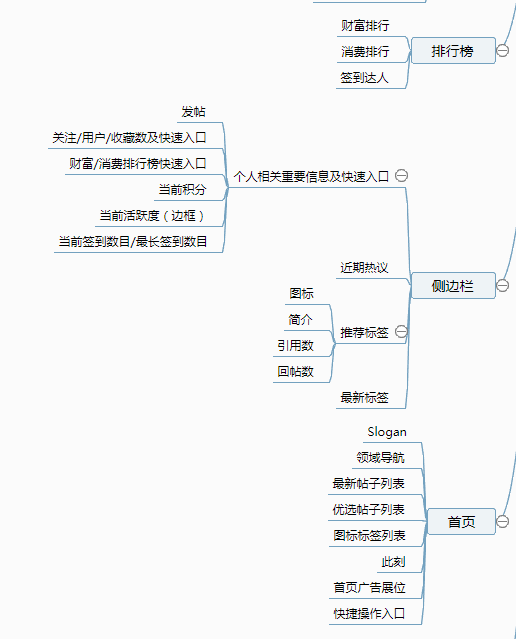 财富排行
消费排行
签到达人
排行榜
发帖
关注/用户/收藏数及快速入口
财富/消费排行榜快速入口
当前积分
当前活跃度（边框）
当前签到数目/最长签到数目
个人相关重要信息及快速入口
近期热议
图标
简介
引用数
回帖数
推荐标签
最新标签
侧边栏
Slogan
领域导航
最新帖子列表
优选帖子列表
图标标签列表
此刻
首页广告展位
快捷操作入口
首页